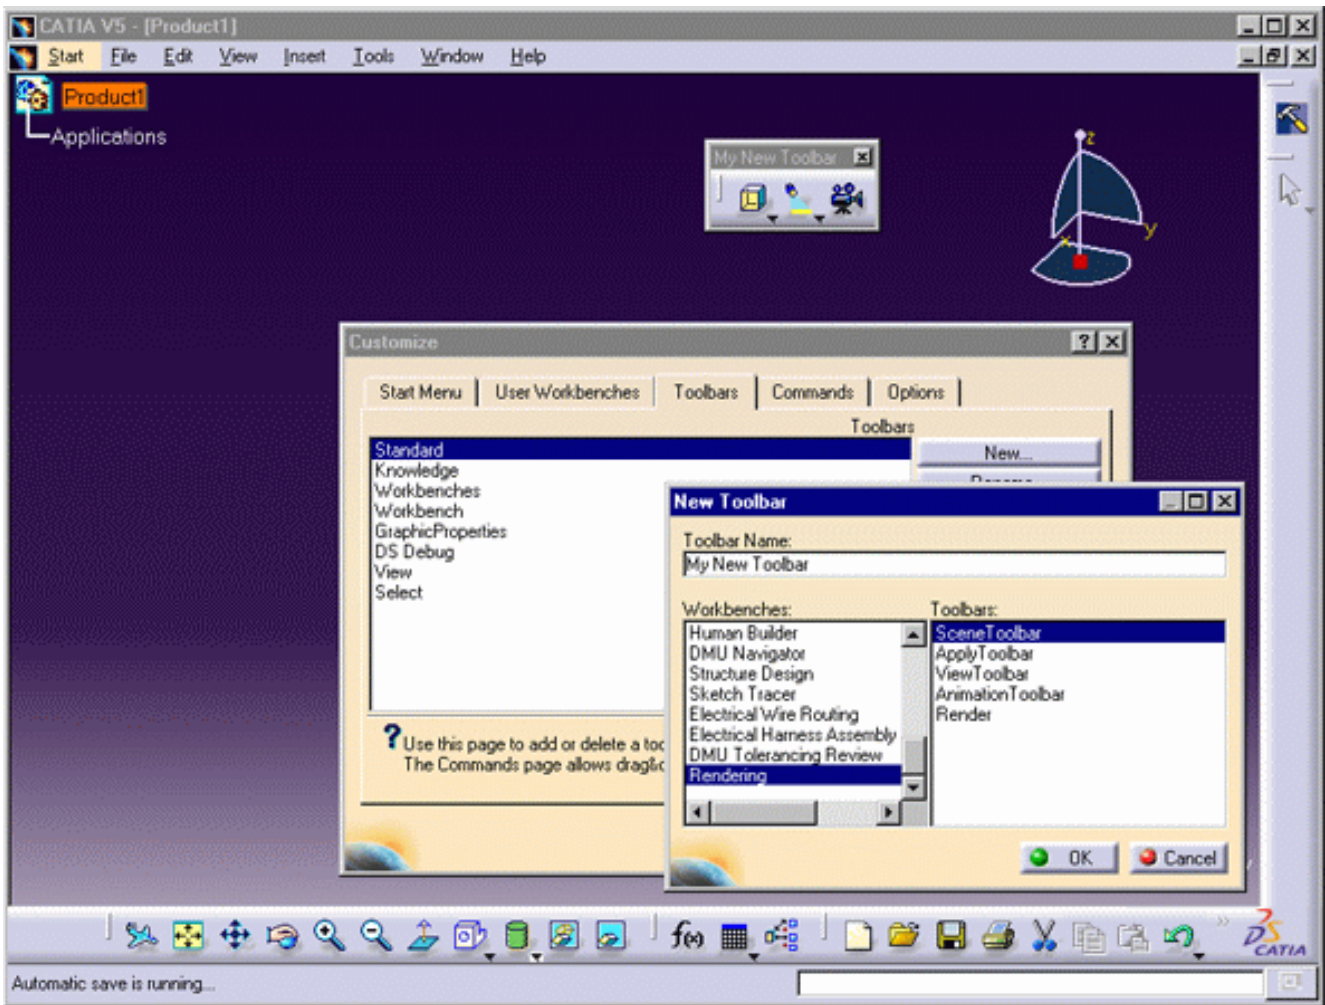 CATIA V5 - [Product1]
Start File Edit View Insert Tools Window Help
Product1
Applications
My New Toolbar
z
y
x
Customize
Start Menu User Workbenches Toolbars Commands Options
Toolbars
Standard
Knowledge
Workbenches
Workbench
GraphicProperties
DS Debug
View
Select
New...
Use this page to add or delete a
The Commands page allows
New Toolbar
Toolbar Name:
My New Toolbar
Workbenches:
Human Builder
DMU Navigator
Structure Design
Sketch Tracer
Electrical Wire Routing
Electrical Harness Assembly
DMU Tolerancing Review
Rendering
Toolbars:
SceneToolbar
ApplyToolbar
ViewToolbar
AnimationToolbar
Render
OK Cancel
f(x)
CATIA
Automatic save is running...